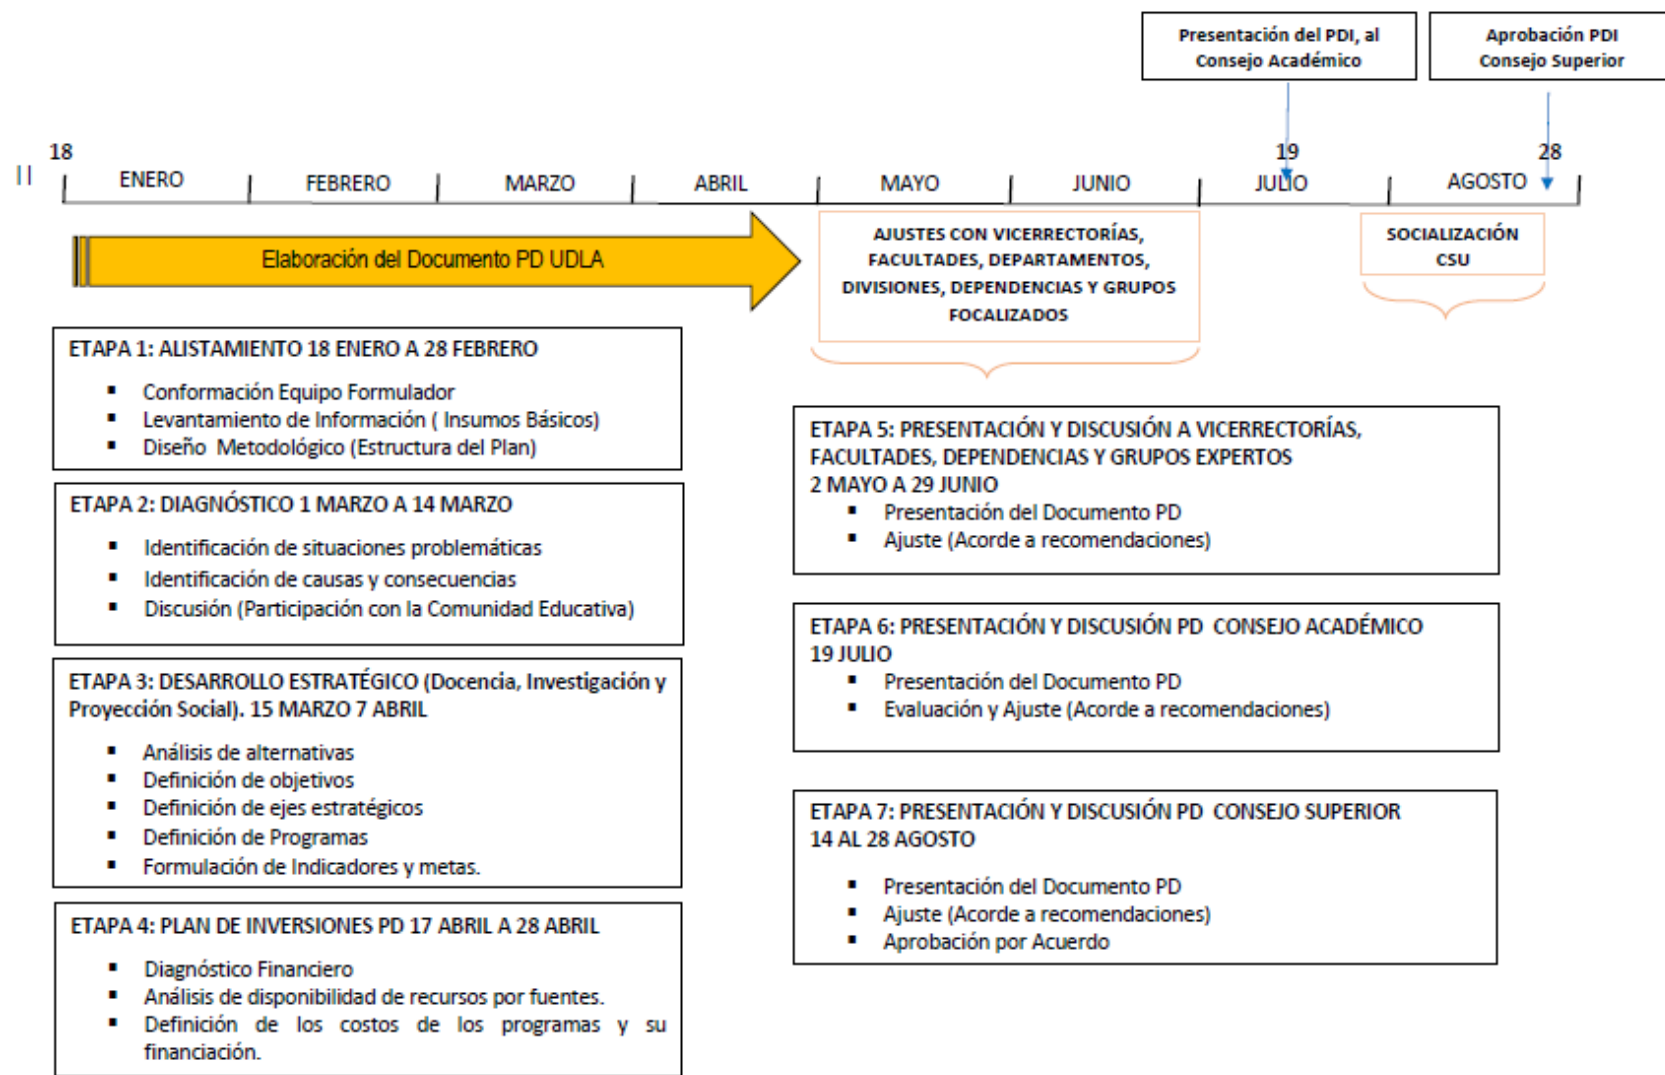 Presentación del PDI, al
Consejo Académico
Aprobación PDI
Consejo Superior
18
19
28
ENERO
FEBRERO
MARZO
ABRIL
MAYO
JUNIO
JULIO
AGOSTO
Elaboración del Documento PD UDLA
AJUSTES CON VICERRECTORÍAS,
FACULTADES, DEPARTAMENTOS,
DIVISIONES, DEPENDENCIAS Y GRUPOS
FOCALIZADOS
SOCIALIZACIÓN
CSU
ETAPA 1: ALISTAMIENTO 18 ENERO A 28 FEBRERO
▪ Conformación Equipo Formulador
▪ Levantamiento de Información ( Insumos Básicos)
▪ Diseño Metodológico (Estructura del Plan)
ETAPA 2: DIAGNÓSTICO 1 MARZO A 14 MARZO
▪ Identificación de situaciones problemáticas
▪ Identificación de causas y consecuencias
▪ Discusión (Participación con la Comunidad Educativa)
ETAPA 3: DESARROLLO ESTRATÉGICO (Docencia, Investigación y
Proyección Social). 15 MARZO 7 ABRIL
▪ Análisis de alternativas
▪ Definición de objetivos
▪ Definición de ejes estratégicos
▪ Definición de Programas
▪ Formulación de Indicadores y metas.
ETAPA 4: PLAN DE INVERSIONES PD 17 ABRIL A 28 ABRIL
▪ Diagnóstico Financiero
▪ Análisis de disponibilidad de recursos por fuentes.
▪ Definición de los costos de los programas y su
financiación.
ETAPA 5: PRESENTACIÓN Y DISCUSIÓN A VICERRECTORÍAS,
FACULTADES, DEPENDENCIAS Y GRUPOS EXPERTOS
2 MAYO A 29 JUNIO
▪ Presentación del Documento PD
▪ Ajuste (Acorde a recomendaciones)
ETAPA 6: PRESENTACIÓN Y DISCUSIÓN PD CONSEJO ACADÉMICO
19 JULIO
▪ Presentación del Documento PD
▪ Evaluación y Ajuste (Acorde a recomendaciones)
ETAPA 7: PRESENTACIÓN Y DISCUSIÓN PD CONSEJO SUPERIOR
14 AL 28 AGOSTO
▪ Presentación del Documento PD
▪ Ajuste (Acorde a recomendaciones)
▪ Aprobación por Acuerdo